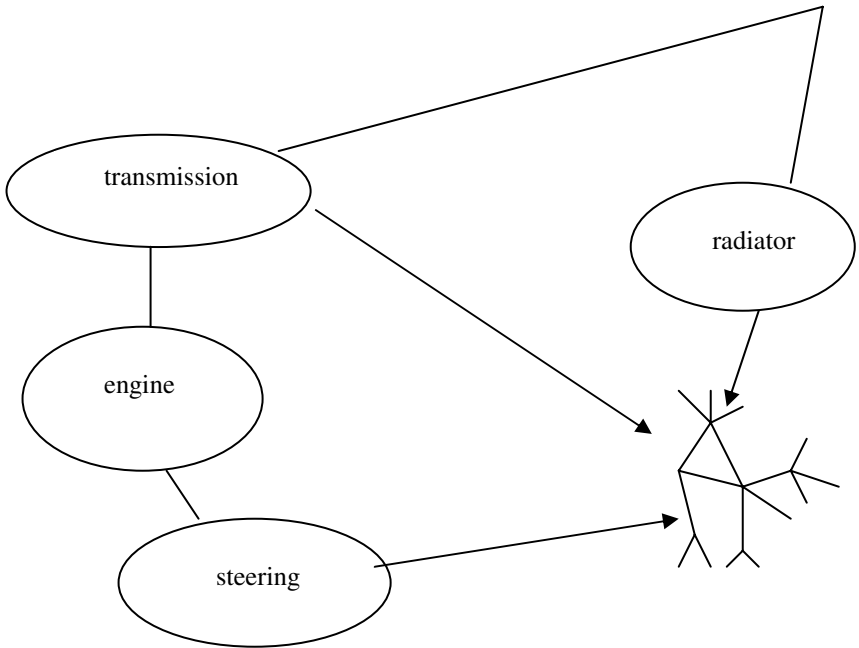 transmission
radiator
engine
steering